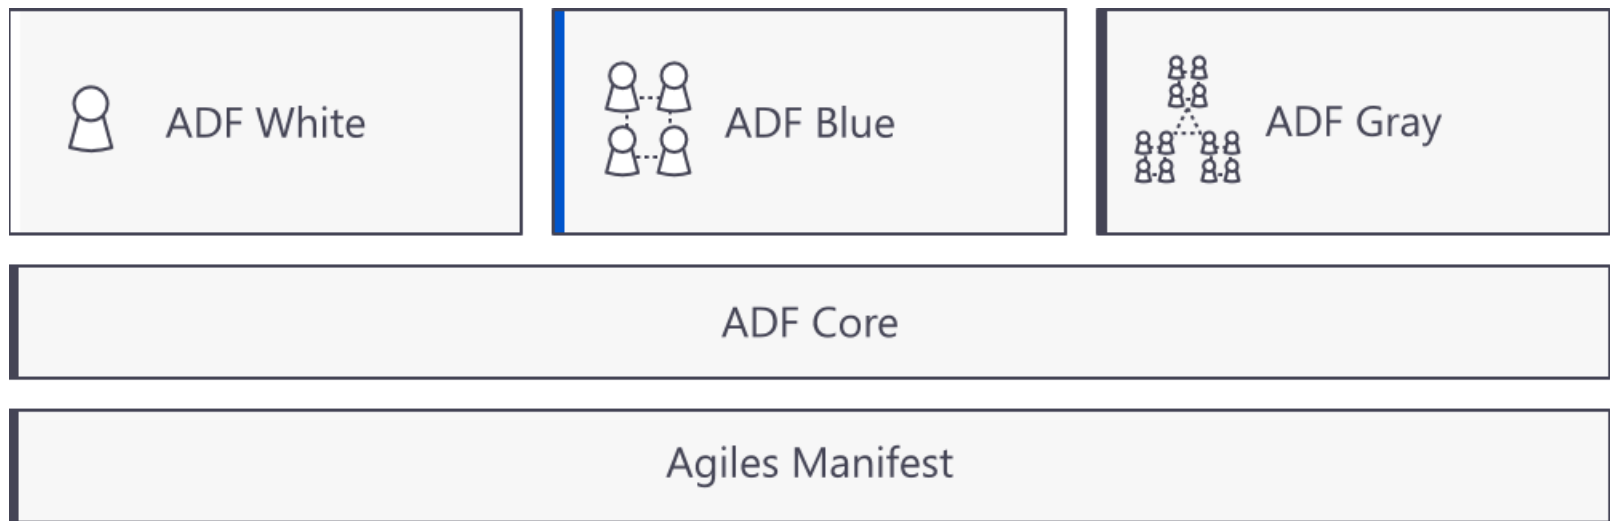 ADF White
ADF Blue
ADF Gray
ADF Core
Agiles Manifest